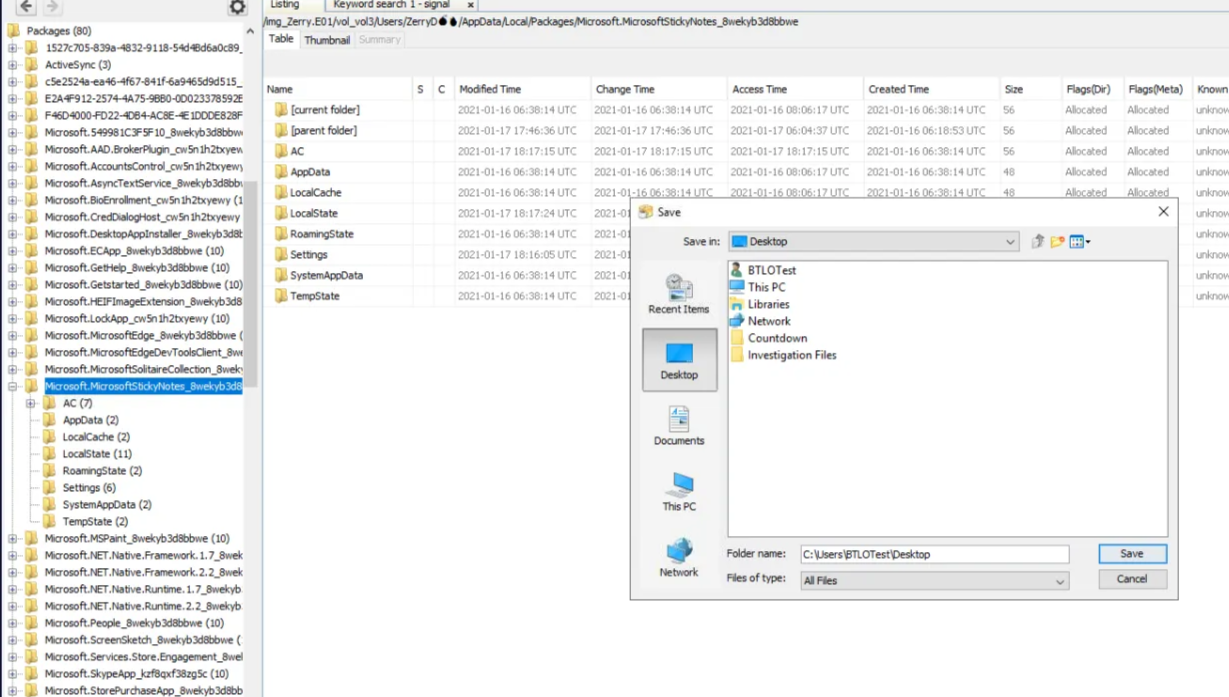 Listing
Keyword search 1 - signal x
/img_Zerry.E01/vol_vol3/Users/ZerryD💣💣/AppData/Local/Packages/Microsoft.MicrosoftStickyNotes_8wekyb3d8bbwe
Table Thumbnail Summary
Name S C Modified Time Change Time Access Time Created Time Size Flags(Dir) Flags(Meta) Known
[current folder] 2021-01-16 06:38:14 UTC 2021-01-16 06:38:14 UTC 2021-01-16 08:06:17 UTC 2021-01-16 06:38:14 UTC 56 Allocated Allocated unknow
[parent folder] 2021-01-17 17:46:36 UTC 2021-01-17 17:46:36 UTC 2021-01-17 06:04:37 UTC 2021-01-16 06:18:53 UTC 56 Allocated Allocated unknow
AC 2021-01-17 18:17:15 UTC 2021-01-17 18:17:15 UTC 2021-01-17 18:17:15 UTC 2021-01-16 06:38:14 UTC 56 Allocated Allocated unknow
AppData 2021-01-16 06:38:14 UTC 2021-01-16 06:38:14 UTC 2021-01-16 08:06:17 UTC 2021-01-16 06:38:14 UTC 48 Allocated Allocated unknow
LocalCache 2021-01-16 06:38:14 UTC 2021-01-16 06:38:14 UTC 2021-01-16 08:06:17 UTC 2021-01-16 06:38:14 UTC 48 Allocated Allocated unknow
LocalState 2021-01-17 18:17:24 UTC 2021-01 unknow
RoamingState 2021-01-16 06:38:14 UTC 2021-01 unknow
Settings 2021-01-17 18:16:05 UTC 2021-01 unknow
SystemAppData 2021-01-16 06:38:14 UTC 2021-01 unknow
TempState 2021-01-16 06:38:14 UTC 2021-01 unknow
Packages (80)
1527c705-839a-4832-9118-54d4Bd6a0c89_
ActiveSync (3)
c5e2524a-ea46-4f67-841f-6a9465d9d515_
E2A4F912-2574-4A75-9BB0-0D023378592B
F46D4000-FD22-4DB4-AC8E-4E1DDDE828F
Microsoft.549981C3F5F10_8wekyb3d8bbwe
Microsoft.AAD.BrokerPlugin_cw5n1h2txyew
Microsoft.AccountsControl_cw5n1h2txyewy
Microsoft.AsyncTextService_8wekyb3d8bbw
Microsoft.BioEnrollment_cw5n1h2txyewy (1
Microsoft.CredDialogHost_cw5n1h2txyewy
Microsoft.DesktopAppInstaller_8wekyb3d8b
Microsoft.ECApp_8wekyb3d8bbwe (10)
Microsoft.GetHelp_8wekyb3d8bbwe (10)
Microsoft.Getstarted_8wekyb3d8bbwe (10)
Microsoft.HEIFImageExtension_8wekyb3d8
Microsoft.LockApp_cw5n1h2txyewy (10)
Microsoft.MicrosoftEdge_8wekyb3d8bbwe (
Microsoft.MicrosoftEdgeDevToolsClient_8we
Microsoft.MicrosoftSolitaireCollection_8weky
Microsoft.MicrosoftStickyNotes_8wekyb3d8
AC (7)
AppData (2)
LocalCache (2)
LocalState (11)
RoamingState (2)
Settings (6)
SystemAppData (2)
TempState (2)
Microsoft.MSPaint_8wekyb3d8bbwe (10)
Microsoft.NET.Native.Framework.1.7_8wek
Microsoft.NET.Native.Framework.2.2_8wek
Microsoft.NET.Native.Runtime.1.7_8wekyb
Microsoft.NET.Native.Runtime.2.2_8wekyb
Microsoft.People_8wekyb3d8bbwe (10)
Microsoft.ScreenSketch_8wekyb3d8bbwe (
Microsoft.Services.Store.Engagement_8wel
Microsoft.SkypeApp_kzf8qxf38zg5c (10)
Microsoft.StorePurchaseApp_8wekyb3d8bb
Save
Save in: Desktop
Recent Items
Desktop
Documents
This PC
Network
BTLOTest
This PC
Libraries
Network
Countdown
Investigation Files
Folder name: C:\Users\BTLOTest\Desktop Save
Files of type: All Files Cancel